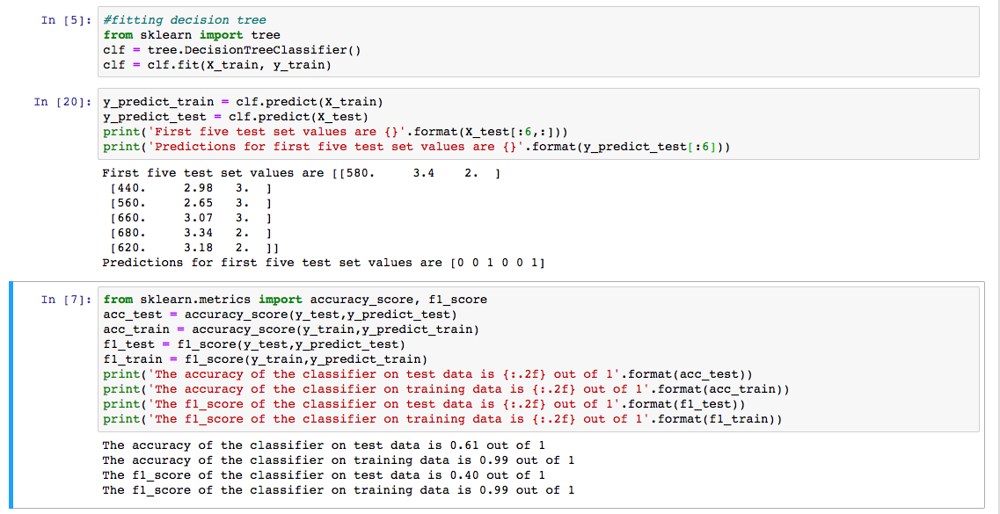 In [5]: #fitting decision tree
from sklearn import tree
clf = tree.DecisionTreeClassifier()
clf = clf.fit(X_train, y_train)
In [20]: y_predict_train = clf.predict(X_train)
y_predict_test = clf.predict(X_test)
print('First five test set values are {}'.format(X_test[:6,:]))
print('Predictions for first five test set values are {}'.format(y_predict_test[:6]))
First five test set values are [[580.     3.4    2.  ]
[440.     2.98   3.  ]
[560.     2.65   3.  ]
[660.     3.07   3.  ]
[680.     3.34   2.  ]
[620.     3.18   2.  ]]
Predictions for first five test set values are [0 0 1 0 0 1]
In [7]: from sklearn.metrics import accuracy_score, f1_score
acc_test = accuracy_score(y_test,y_predict_test)
acc_train = accuracy_score(y_train,y_predict_train)
f1_test = f1_score(y_test,y_predict_test)
f1_train = f1_score(y_train,y_predict_train)
print('The accuracy of the classifier on test data is {:.2f} out of 1'.format(acc_test))
print('The accuracy of the classifier on training data is {:.2f} out of 1'.format(acc_train))
print('The f1_score of the classifier on test data is {:.2f} out of 1'.format(f1_test))
print('The f1_score of the classifier on training data is {:.2f} out of 1'.format(f1_train))
The accuracy of the classifier on test data is 0.61 out of 1
The accuracy of the classifier on training data is 0.99 out of 1
The f1_score of the classifier on test data is 0.40 out of 1
The f1_score of the classifier on training data is 0.99 out of 1